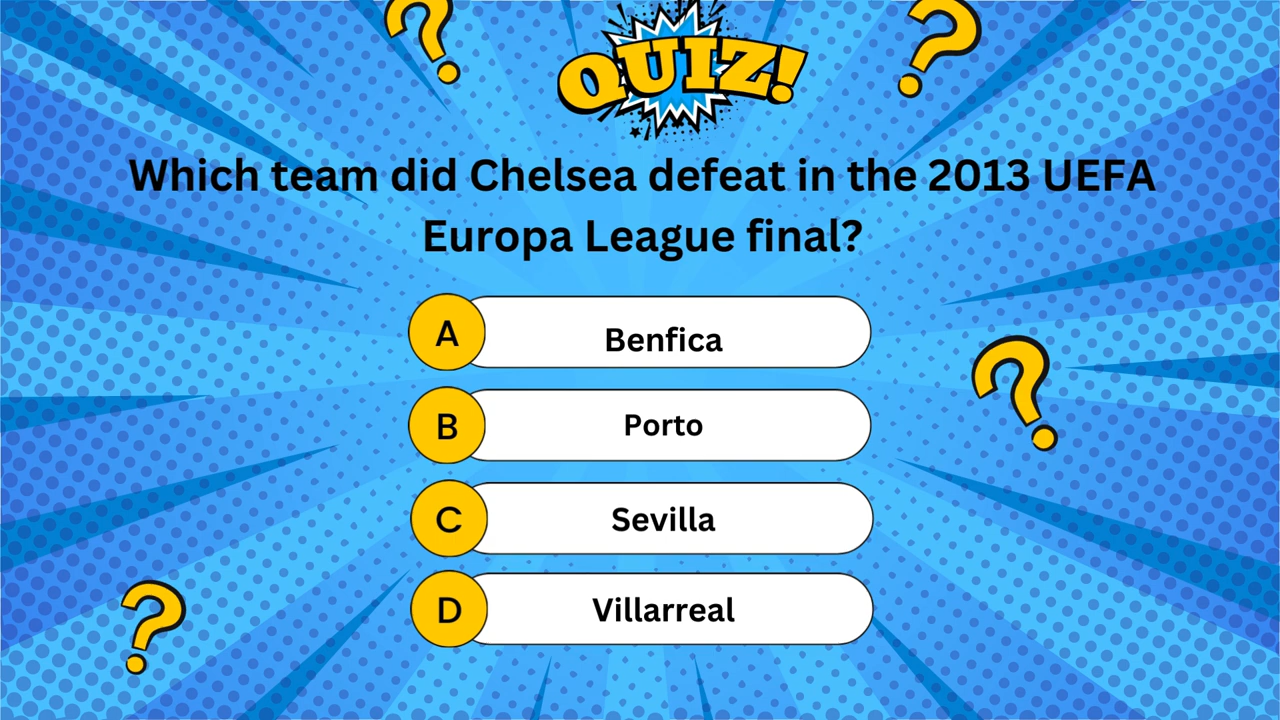 QUIZ!
Which team did Chelsea defeat in the 2013 UEFA
Europa League final?
A Benfica
B Porto
C Sevilla
D Villarreal